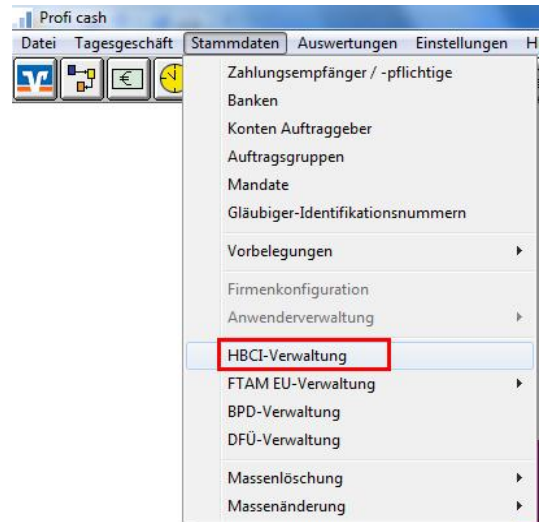 Profi cash
Datei Tagesgeschäft Stammdaten Auswertungen Einstellungen H
Zahlungsempfänger / -pflichtige
Banken
Konten Auftraggeber
Auftragsgruppen
Mandate
Gläubiger-Identifikationsnummern
Vorbelegungen
Firmenkonfiguration
Anwenderverwaltung
HBCI-Verwaltung
FTAM EU-Verwaltung
BPD-Verwaltung
DFÜ-Verwaltung
Massenlöschung
Massenänderung